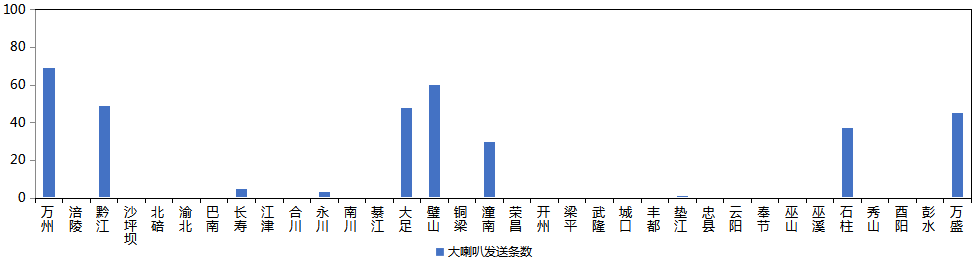 100
80
60
40
20
0
万州
涪陵
黔江
沙坪坝
北碚
渝北
巴南
长寿
江津
合川
永川
南川
綦江
大足
璧山
铜梁
潼南
荣昌
开州
梁平
武隆
城口
丰都
垫江
忠县
云阳
奉节
巫山
巫溪
石柱
秀山
酉阳
彭水
万盛
大喇叭发送条数